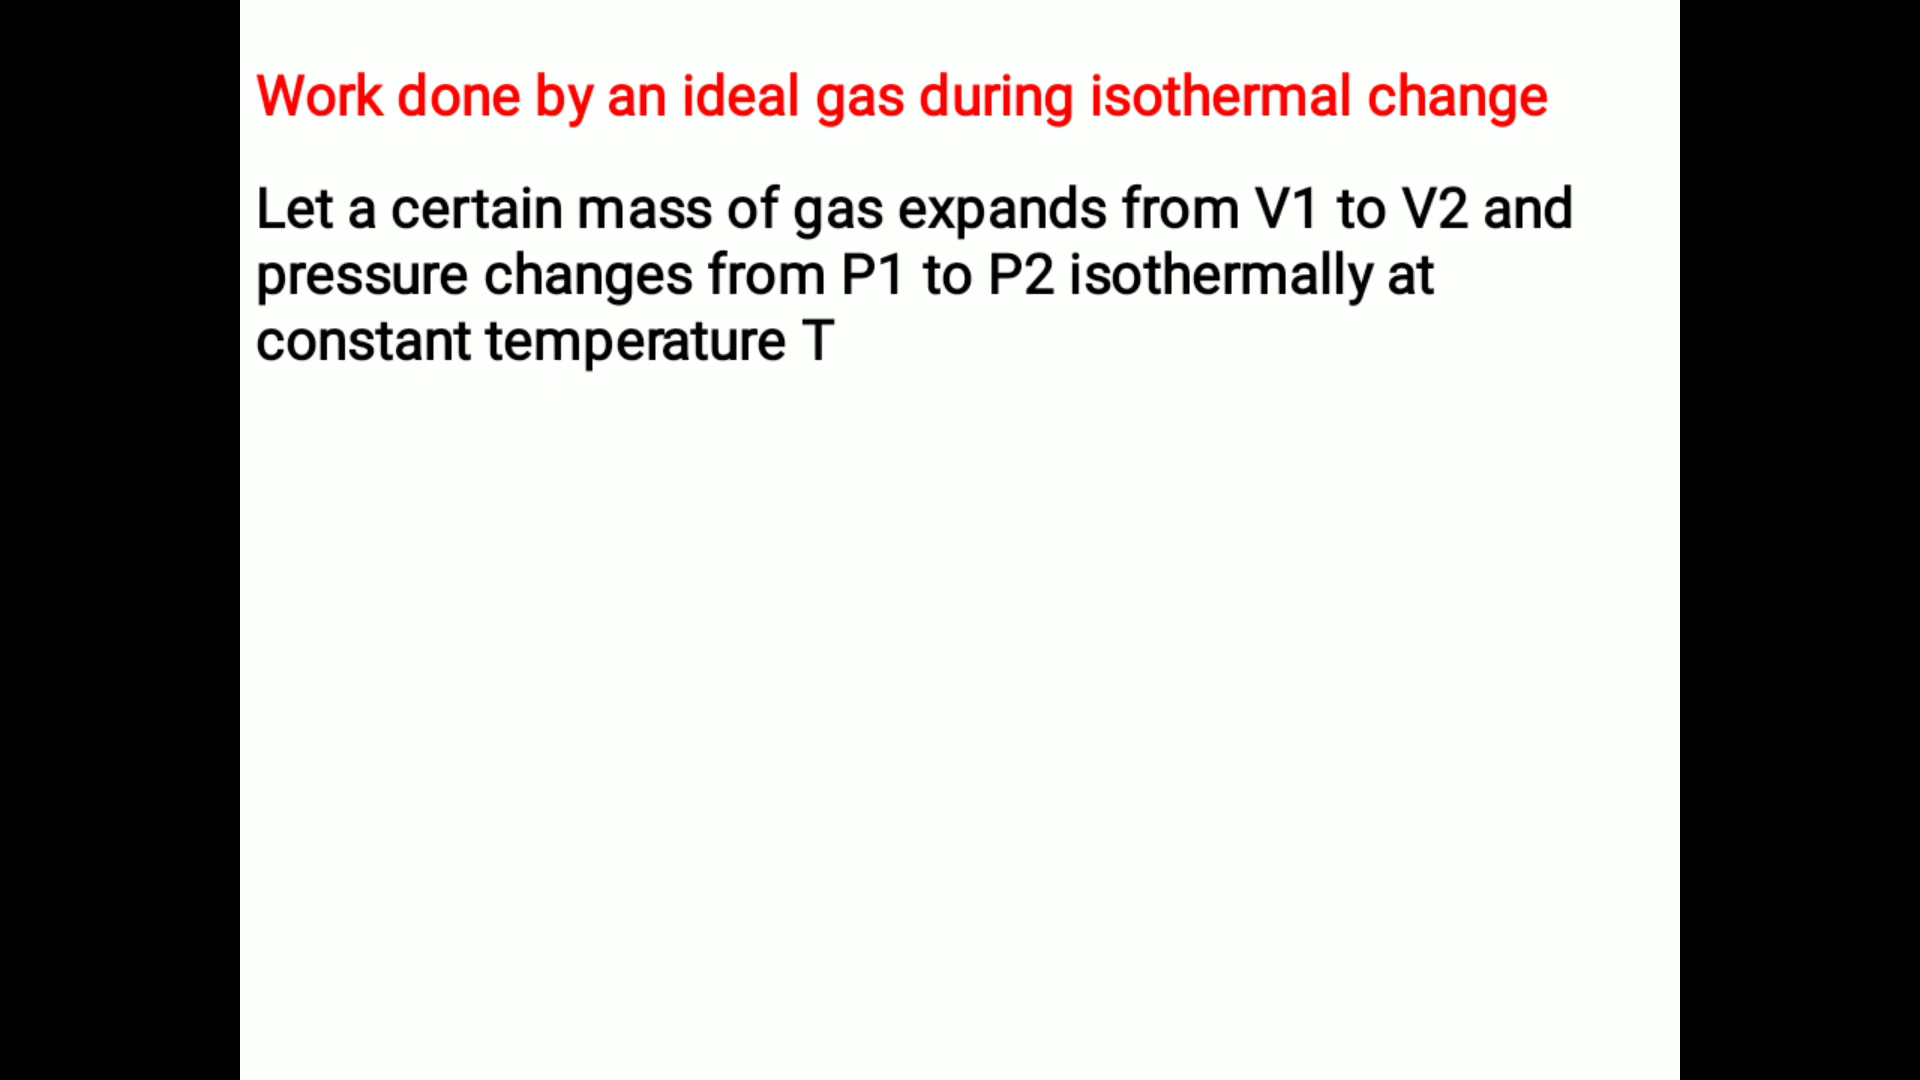 Work done by an ideal gas during isothermal change
Let a certain mass of gas expands from V1 to V2 and
pressure changes from P1 to P2 isothermally at
constant temperature T